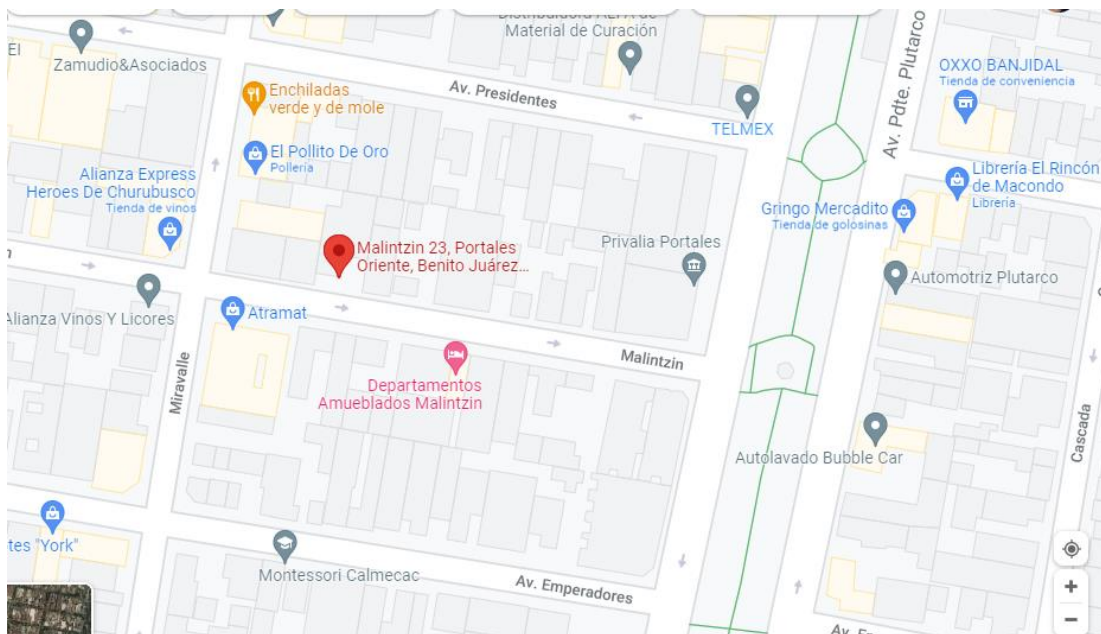 Material de Curación
Zamudio&Asociados
Enchiladas
verde y de mole
Av. Presidentes
TELMEX
Av. Pdte. Plutarco
OXXO BANJIDAL
Tienda de conveniencia
El Pollito De Oro
Pollería
Alianza Express
Heroes De Churubusco
Tienda de vinos
Librería El Rincón
de Macondo
Librería
Gringo Mercadito
Tienda de golosinas
Malintzin 23, Portales
Oriente, Benito Juárez...
Privalia Portales
Automotriz Plutarco
Alianza Vinos Y Licores
Atramat
Malintzin
Miravalle
Departamentos
Amueblados Malintzin
Autolavado Bubble Car
Cascada
tes "York"
Montessori Calmecac
Av. Emperadores